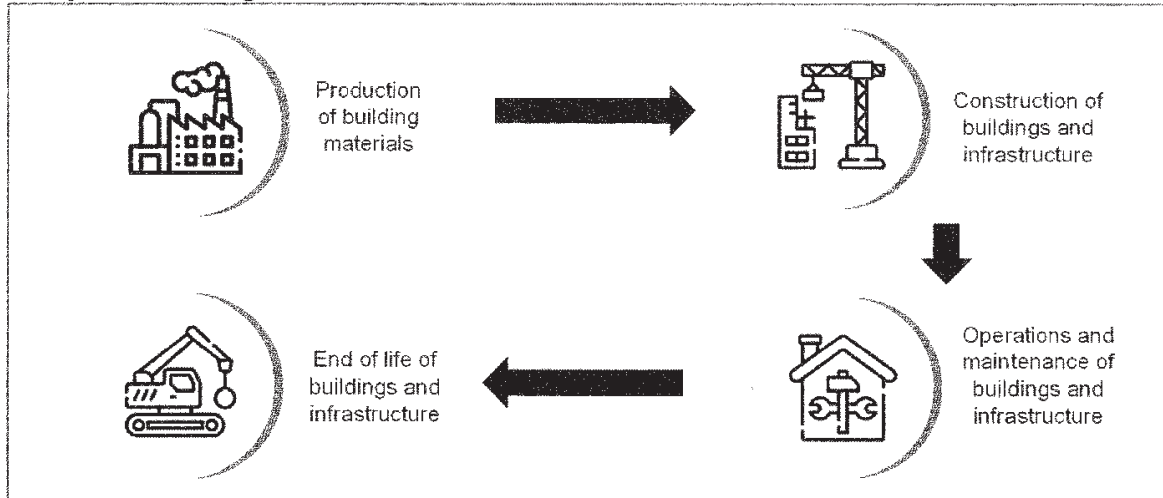 Production
of building
materials
Construction of
buildings and
infrastructure
Operations and
maintenance of
buildings and
infrastructure
End of life of
buildings and
infrastructure